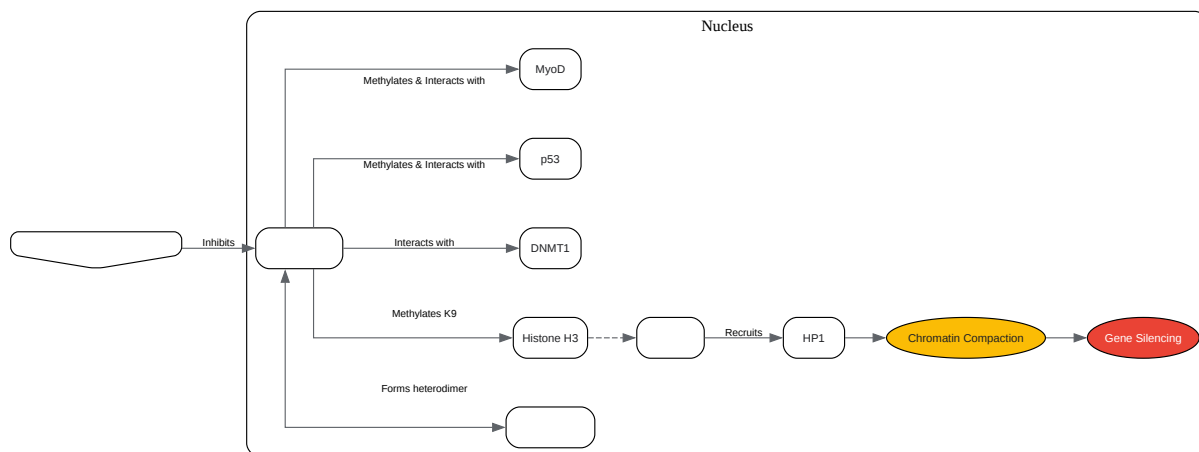 Nucleus
MyoD
Methylates & Interacts with
p53
Methylates & Interacts with
Inhibits
Interacts with
DNMT1
Methylates K9
Histone H3
Recruits
HP1
Chromatin Compaction
Gene Silencing
Forms heterodimer